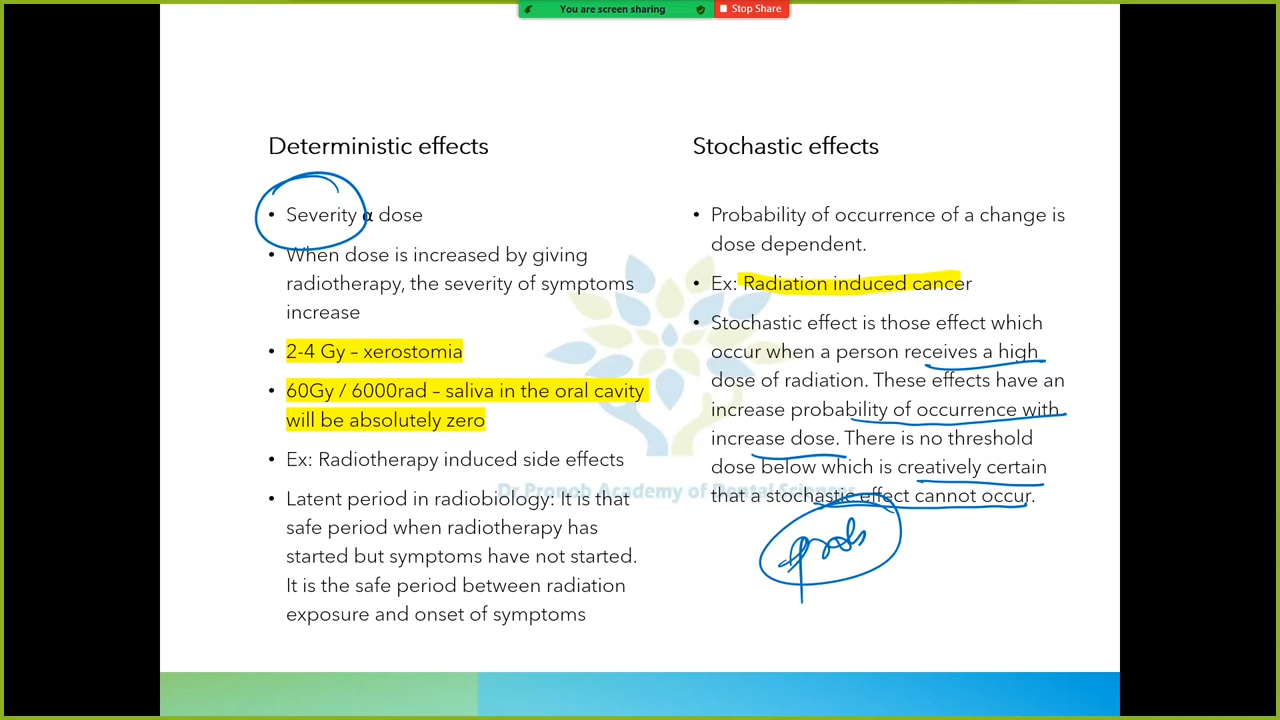 You are screen sharing
Stop Share
Deterministic effects
• Severity α dose
• When dose is increased by giving
radiotherapy, the severity of symptoms
increase
• 2-4 Gy – xerostomia
• 60Gy / 6000rad – saliva in the oral cavity
will be absolutely zero
• Ex: Radiotherapy induced side effects
• Latent period in radiobiology: It is that
safe period when radiotherapy has
started but symptoms have not started.
It is the safe period between radiation
exposure and onset of symptoms
Stochastic effects
• Probability of occurrence of a change is
dose dependent.
• Ex: Radiation induced cancer
• Stochastic effect is those effect which
occur when a person receives a high
dose of radiation. These effects have an
increase probability of occurrence with
increase dose. There is no threshold
dose below which is creatively certain
that a stochastic effect cannot occur.
Dr Pronob Academy of Dental Sciences